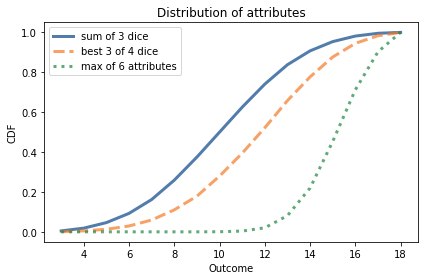 Distribution of attributes
sum of 3 dice
best 3 of 4 dice
max of 6 attributes
CDF
1.0
0.8
0.6
0.4
0.2
0.0
4 6 8 10 12 14 16 18
Outcome